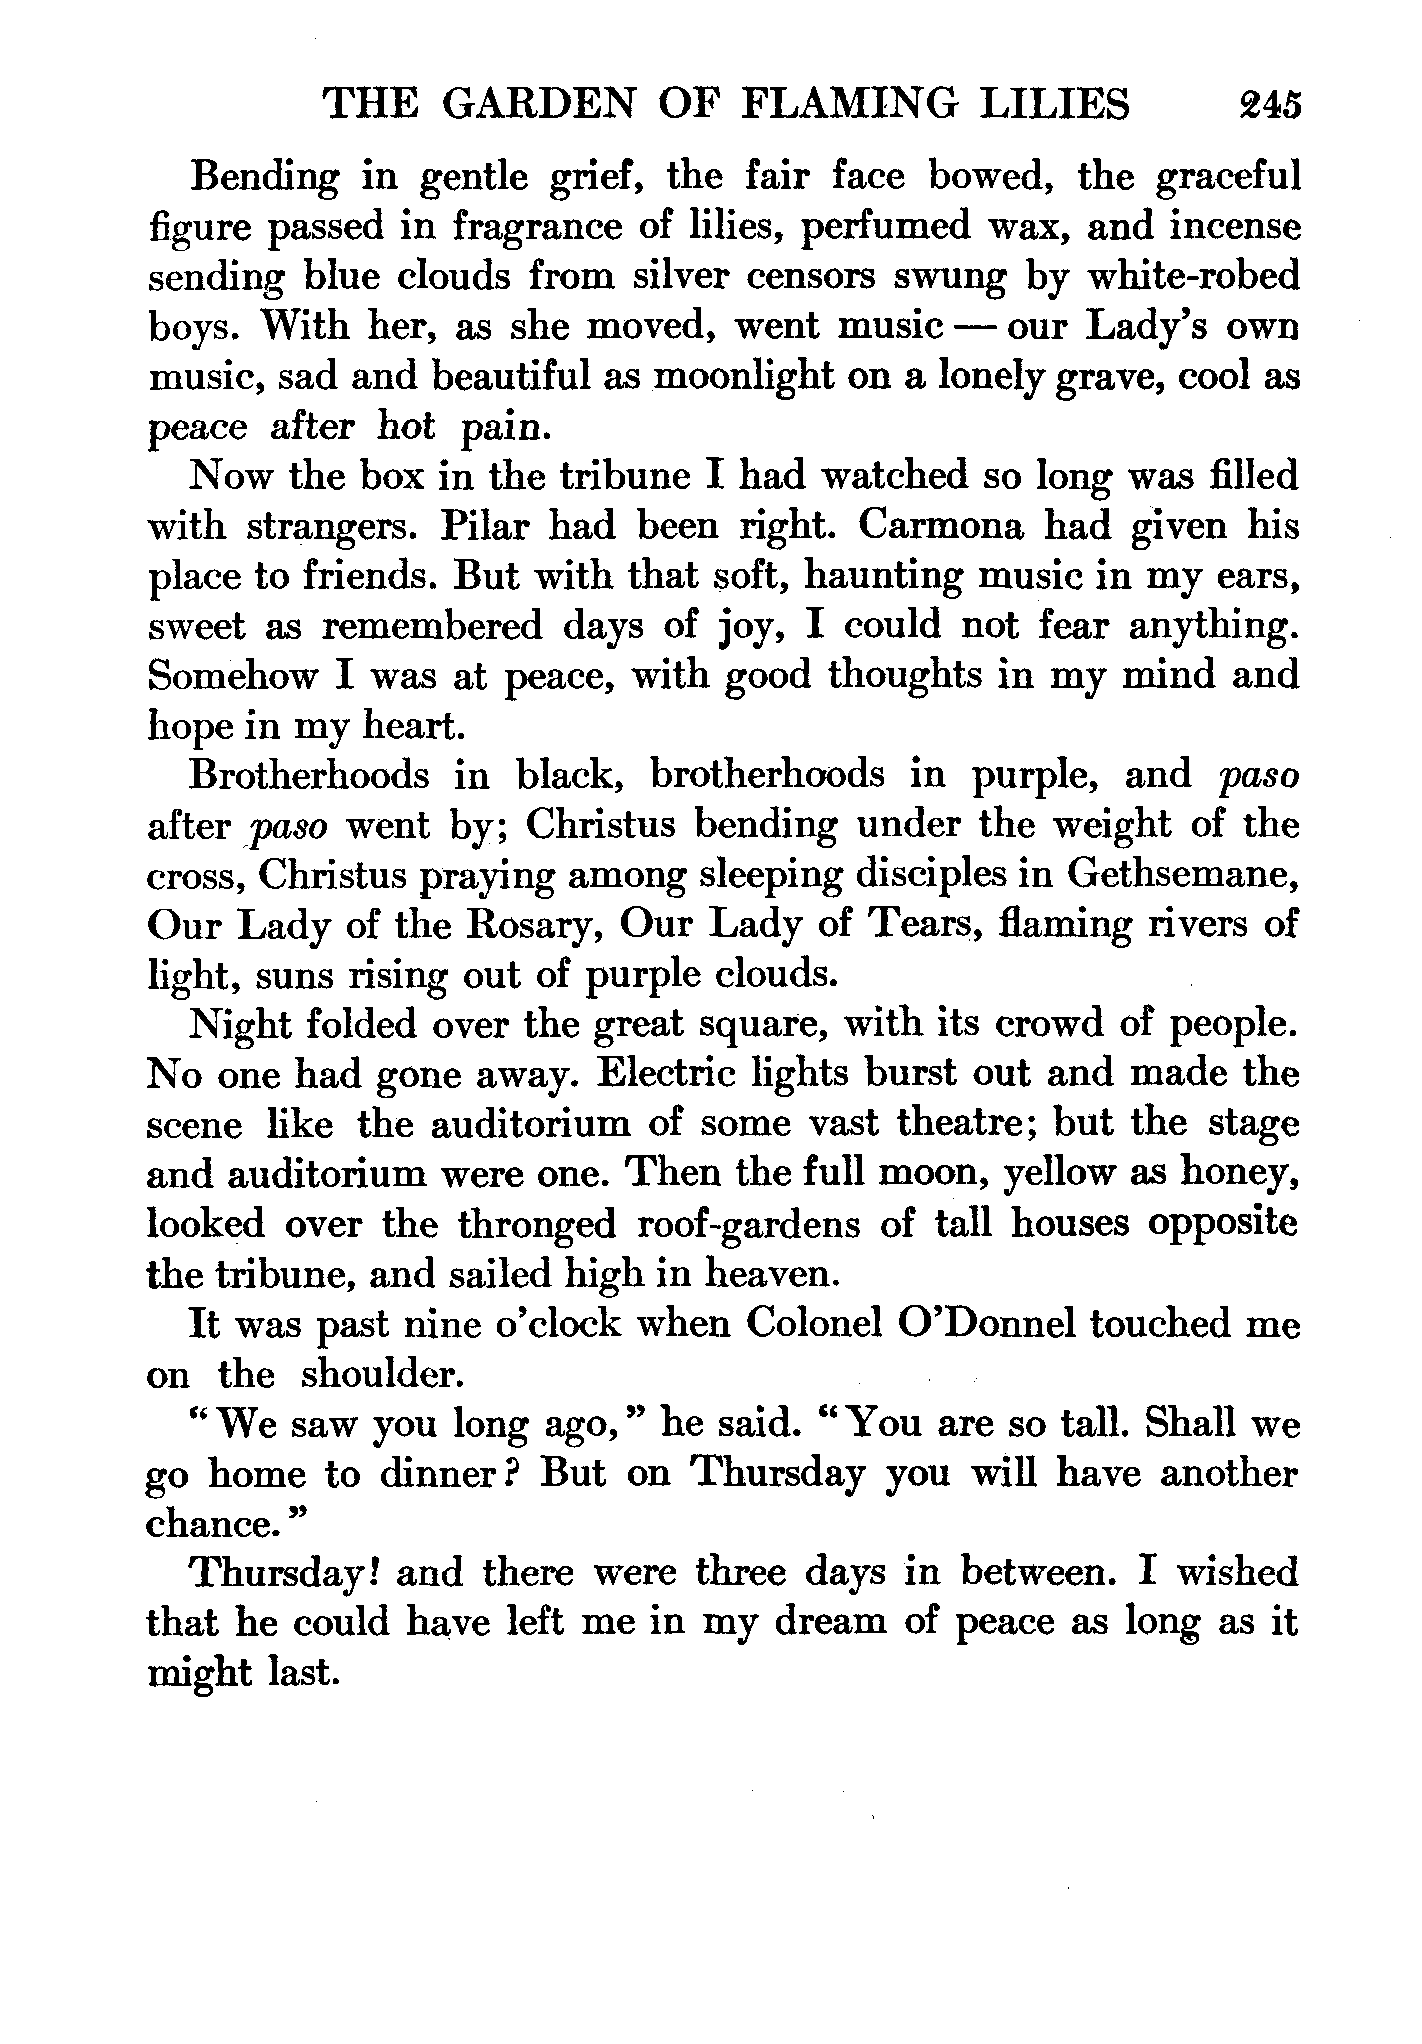 THE GARDEN OF FLAMING LILIES 245
Bending in gentle grief, the fair face bowed, the graceful
figure passed in fragrance of lilies, perfumed wax, and incense
sending blue clouds from silver censors swung by white-robed
boys. With her, as she moved, went music — our Lady's own
music, sad and beautiful as moonlight on a lonely grave, cool as
peace after hot pain.
Now the box in the tribune I had watched so long was filled
with strangers. Pilar had been right. Carmona had given his
place to friends. But with that soft, haunting music in my ears,
sweet as remembered days of joy, I could not fear anything.
Somehow I was at peace, with good thoughts in my mind and
hope in my heart.
Brotherhoods in black, brotherhoods in purple, and paso
after paso went by; Christus bending under the weight of the
cross, Christus praying among sleeping disciples in Gethsemane,
Our Lady of the Rosary, Our Lady of Tears, flaming rivers of
light, suns rising out of purple clouds.
Night folded over the great square, with its crowd of people.
No one had gone away. Electric lights burst out and made the
scene like the auditorium of some vast theatre; but the stage
and auditorium were one. Then the full moon, yellow as honey,
looked over the thronged roof-gardens of tall houses opposite
the tribune, and sailed high in heaven.
It was past nine o'clock when Colonel O'Donnel touched me
on the shoulder.
"We saw you long ago," he said. "You are so tall. Shall we
go home to dinner? But on Thursday you will have another
chance."
Thursday! and there were three days in between. I wished
that he could have left me in my dream of peace as long as it
might last.